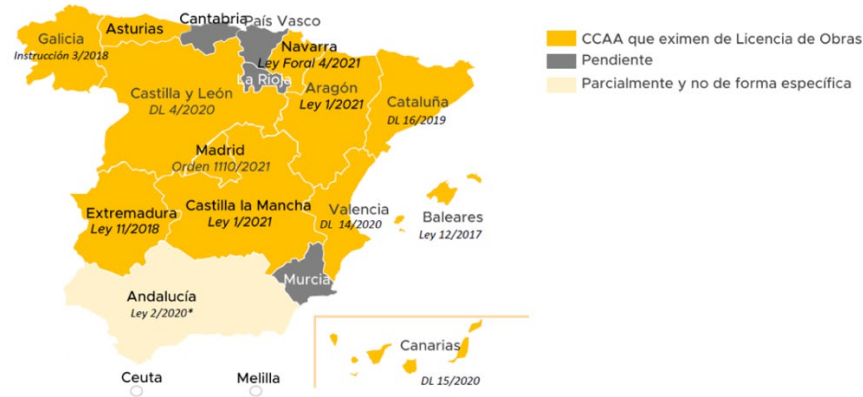 Cantabria
País Vasco
Asturias
Galicia
Instrucción 3/2018
Navarra
Ley Foral 4/2021
La Rioja
Castilla y León
DL 4/2020
Aragón
Ley 1/2021
Cataluña
DL 16/2019
Madrid
Orden 1110/2021
Extremadura
Ley 11/2018
Castilla la Mancha
Ley 1/2021
Valencia
DL 14/2020
Baleares
Ley 12/2017
Murcia
Andalucía
Ley 2/2020*
Canarias
DL 15/2020
Ceuta
Melilla
CCAA que eximen de Licencia de Obras
Pendiente
Parcialmente y no de forma específica